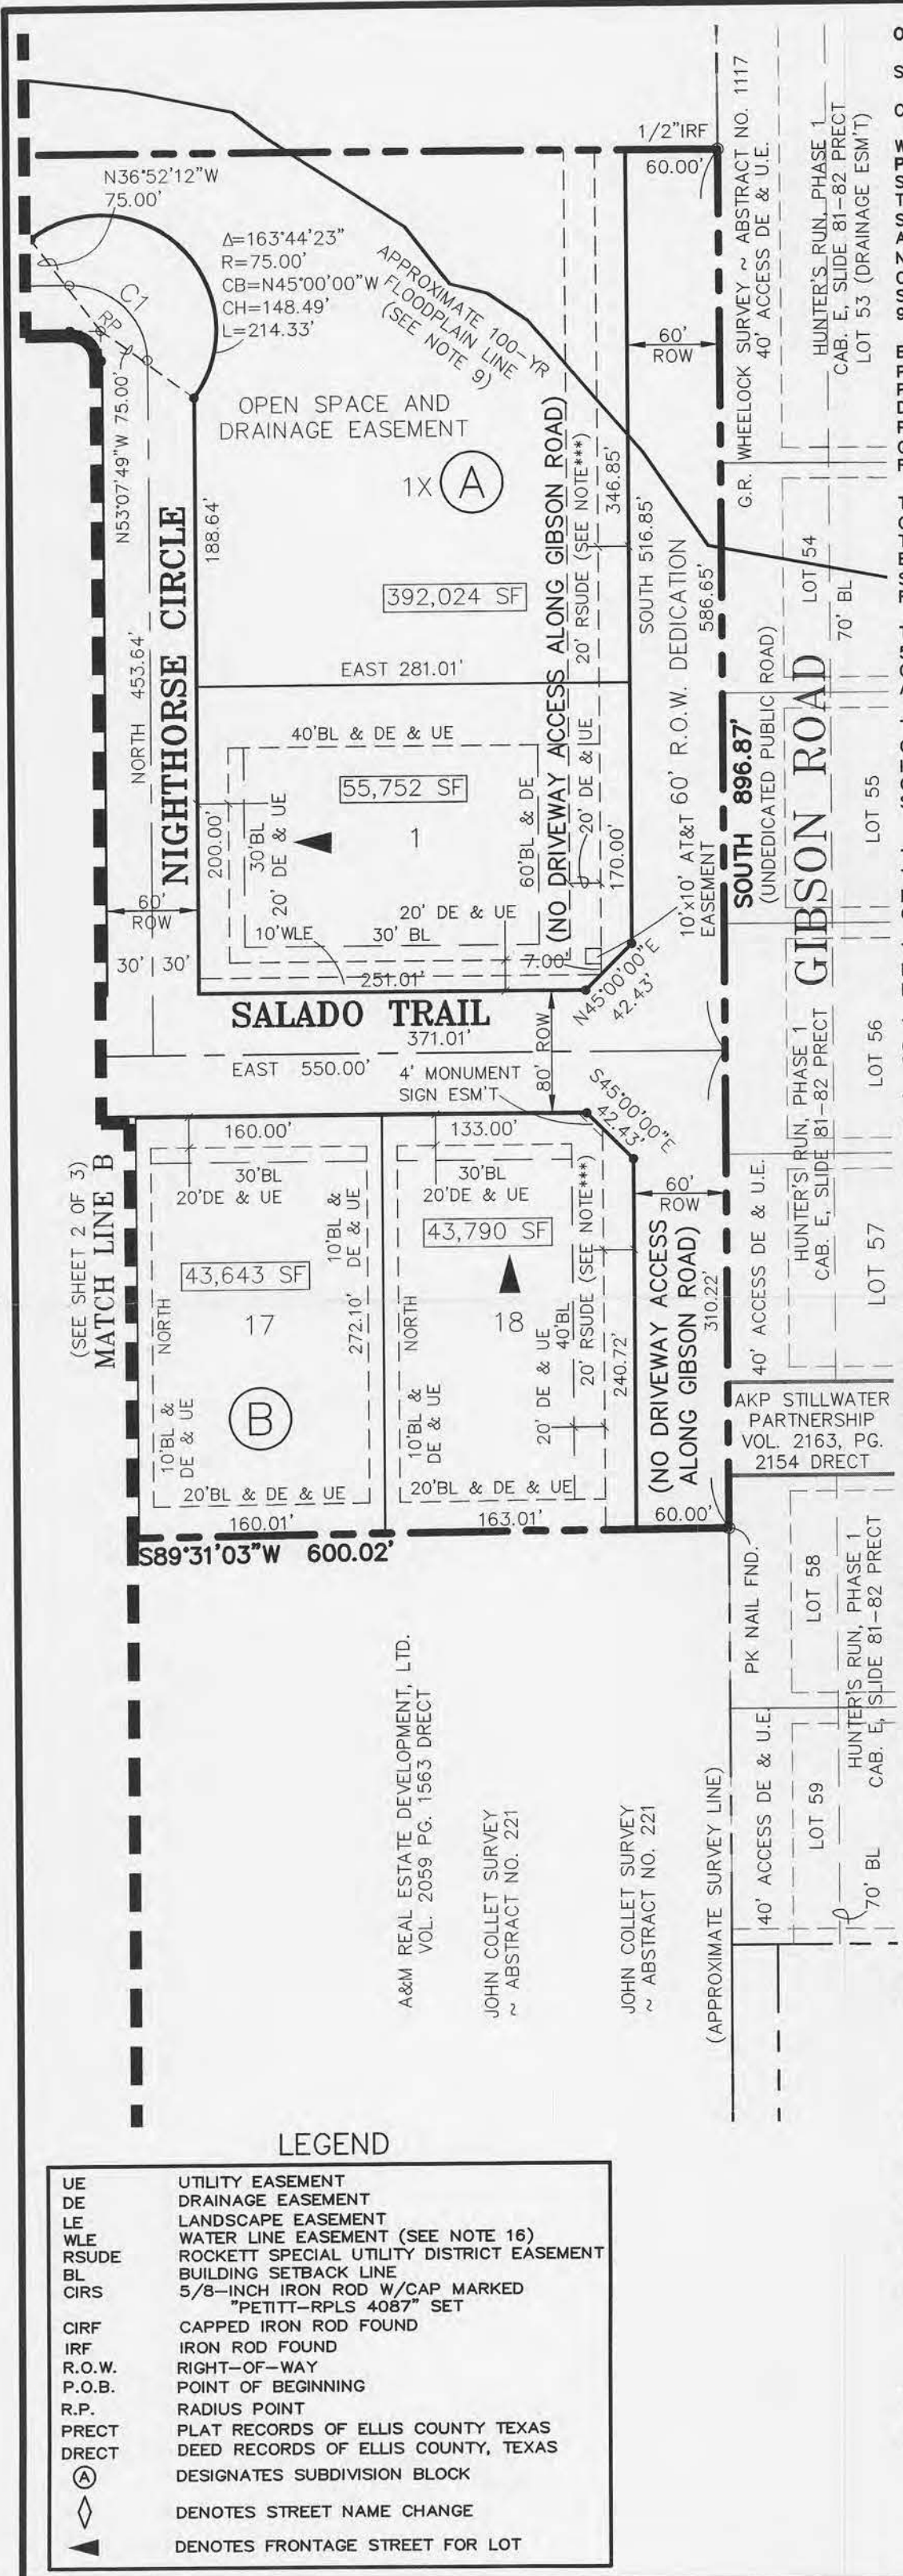 1/2"IRF
60.00'
N36°52'12"W
75.00'
Δ=163°44'23"
R=75.00'
CB=N45°00'00"W
CH=148.49'
L=214.33'
C1
RP
N53°07'49"W 75.00'
APPROXIMATE 100-YR
FLOODPLAIN LINE
(SEE NOTE 9)
60'
ROW
G.R. WHEELOCK SURVEY ~ ABSTRACT NO. 1117
40' ACCESS DE & U.E.
HUNTER'S RUN, PHASE 1
CAB. E, SLIDE 81-82 PRECT
LOT 53 (DRAINAGE ESM'T)
OPEN SPACE AND
DRAINAGE EASEMENT
1X A
188.64'
392,024 SF
NIGHTHORSE CIRCLE
NORTH 453.64'
EAST 281.01'
(NO DRIVEWAY ACCESS ALONG GIBSON ROAD)
20' RSUDE (SEE NOTE***)
346.85'
SOUTH 516.85'
60' R.O.W. DEDICATION
586.65'
SOUTH 896.87'
(UNDEDICATED PUBLIC ROAD)
GIBSON ROAD
LOT 54
70' BL
LOT 55
40'BL & DE & UE
55,752 SF
1
200.00'
30'BL
20' DE & UE
60'BL & DE
20' DE & UE
170.00'
10'x10' AT&T
EASEMENT
60'
ROW
30' 30'
20' DE & UE
10'WLE 30' BL
7.00'
251.01'
N45°00'00"E
42.43'
SALADO TRAIL
371.01'
EAST 550.00'
80' ROW
4' MONUMENT
SIGN ESM'T
S45°00'00"E
42.43'
HUNTER'S RUN, PHASE 1
CAB. E, SLIDE 81-82 PRECT
LOT 56
LOT 57
40' ACCESS DE & U.E.
(SEE SHEET 2 OF 3)
MATCH LINE B
160.00'
30'BL
20'DE & UE
10'BL &
DE & UE
43,643 SF
NORTH
17
272.10'
B
10'BL &
DE & UE
20'BL & DE & UE
160.01'
133.00'
30'BL
20'DE & UE
43,790 SF
NORTH
18
10'BL &
DE & UE
20' DE & UE
40'BL
20' RSUDE (SEE NOTE***)
240.72'
20'BL & DE & UE
163.01'
60'
ROW
(NO DRIVEWAY ACCESS
ALONG GIBSON ROAD)
310.22'
60.00'
S89°31'03"W 600.02'
AKP STILLWATER
PARTNERSHIP
VOL. 2163, PG.
2154 DRECT
PK NAIL FND.
LOT 58
HUNTER'S RUN, PHASE 1
CAB. E, SLIDE 81-82 PRECT
40' ACCESS DE & U.E.
LOT 59
70' BL
A&M REAL ESTATE DEVELOPMENT, LTD.
VOL. 2059 PG. 1563 DRECT
JOHN COLLET SURVEY
~ ABSTRACT NO. 221
JOHN COLLET SURVEY
~ ABSTRACT NO. 221
(APPROXIMATE SURVEY LINE)
LEGEND
UE UTILITY EASEMENT
DE DRAINAGE EASEMENT
LE LANDSCAPE EASEMENT
WLE WATER LINE EASEMENT (SEE NOTE 16)
RSUDE ROCKETT SPECIAL UTILITY DISTRICT EASEMENT
BL BUILDING SETBACK LINE
CIRS 5/8-INCH IRON ROD W/CAP MARKED
"PETITT-RPLS 4087" SET
CIRF CAPPED IRON ROD FOUND
IRF IRON ROD FOUND
R.O.W. RIGHT-OF-WAY
P.O.B. POINT OF BEGINNING
R.P. RADIUS POINT
PRECT PLAT RECORDS OF ELLIS COUNTY TEXAS
DRECT DEED RECORDS OF ELLIS COUNTY, TEXAS
A DESIGNATES SUBDIVISION BLOCK
DENOTES STREET NAME CHANGE
DENOTES FRONTAGE STREET FOR LOT